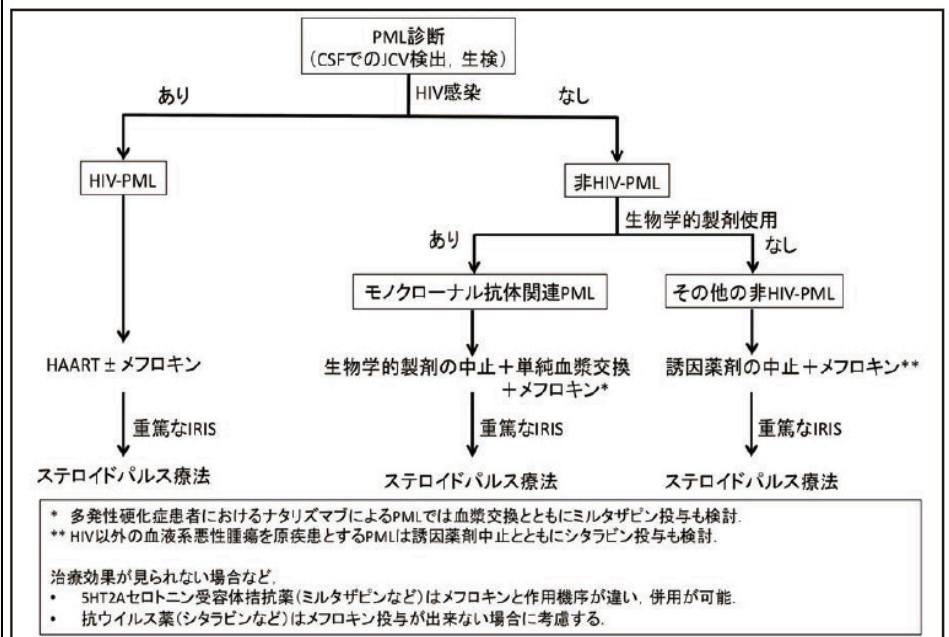 PML診断
(CSFでのJCV検出, 生検)
HIV感染
あり
なし
HIV-PML
非HIV-PML
生物学的製剤使用
あり
なし
モノクローナル抗体関連PML
その他の非HIV-PML
HAART±メフロキン
生物学的製剤の中止+単純血漿交換
+メフロキン*
誘因薬剤の中止+メフロキン**
重篤なIRIS
重篤なIRIS
重篤なIRIS
ステロイドパルス療法
ステロイドパルス療法
ステロイドパルス療法
* 多発性硬化症患者におけるナタリズマブによるPMLでは血漿交換とともにミルタザピン投与も検討.
** HIV以外の血液系悪性腫瘍を原疾患とするPMLは誘因薬剤中止とともにシタラビン投与も検討.
治療効果が見られない場合など,
• 5HT2Aセロトニン受容体拮抗薬(ミルタザピンなど)はメフロキンと作用機序が違い, 併用が可能.
• 抗ウイルス薬(シタラビンなど)はメフロキン投与が出来ない場合に考慮する.